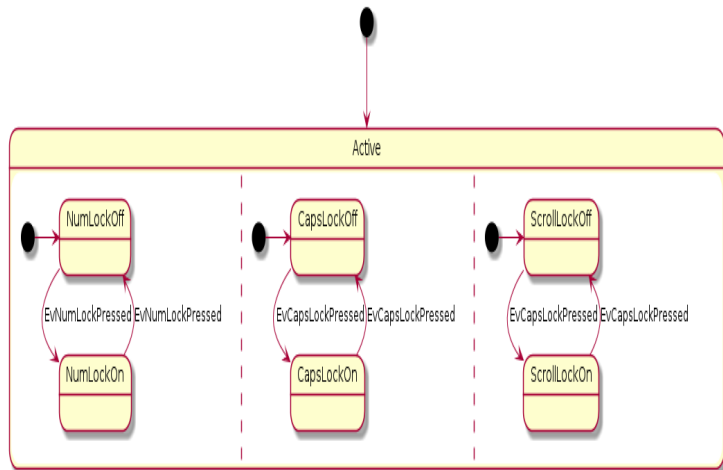 Active
NumLockOff
CapsLockOff
ScrollLockOff
EvNumLockPressed
EvNumLockPressed
EvCapsLockPressed
EvCapsLockPressed
EvCapsLockPressed
EvCapsLockPressed
NumLockOn
CapsLockOn
ScrollLockOn